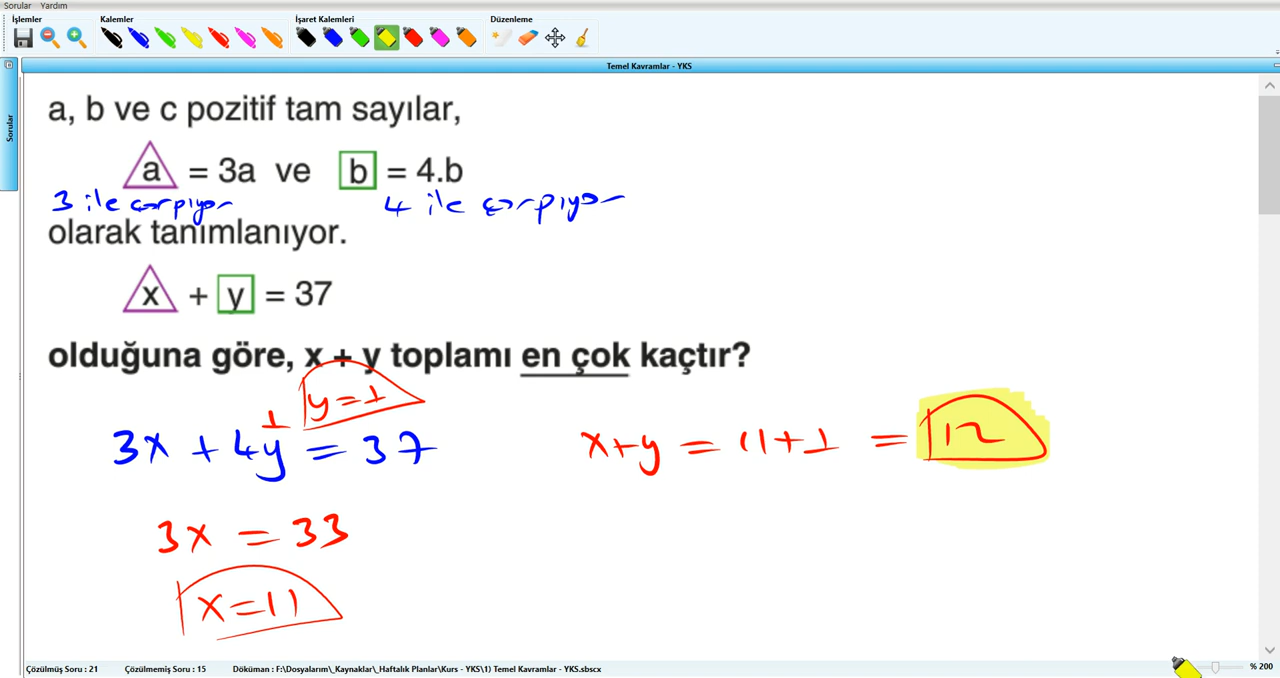 Sorular Yardım
İşlemler Kalemler İşaret Kalemleri Düzenleme
Temel Kavramlar - YKS
Sorular
a, b ve c pozitif tam sayılar,
a = 3a ve b = 4.b
3 ile çarpıyor 4 ile çarpıyor
olarak tanımlanıyor.
x + y = 37
olduğuna göre, x + y toplamı en çok kaçtır?
y=1
1
3x + 4y = 37
x+y = 11+1 = 12
3x = 33
x=11
Çözülmüş Soru : 21 Çözülmemiş Soru : 15 Döküman : F:\Dosyalarım\_Kaynaklar\_Haftalık Planlar\Kurs - YKS\1) Temel Kavramlar - YKS.sbscx % 200